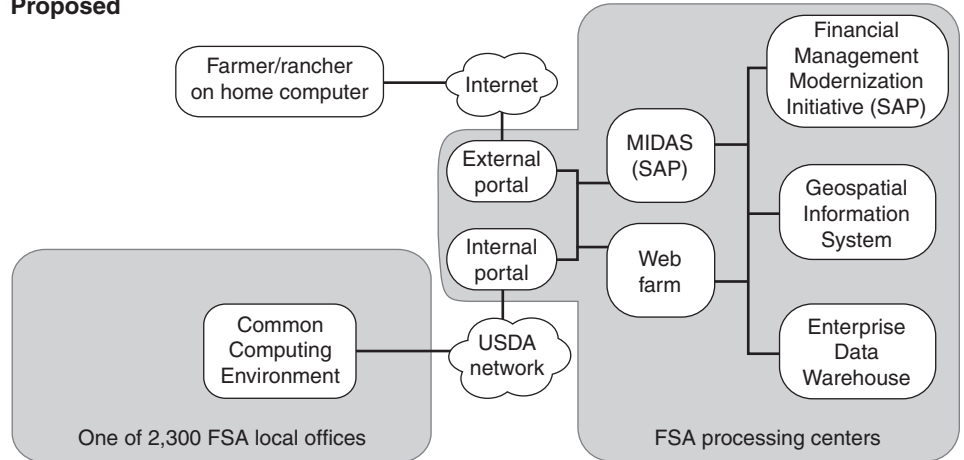 Proposed
Farmer/rancher
on home computer
Internet
External
portal
Internal
portal
MIDAS
(SAP)
Web
farm
Financial
Management
Modernization
Initiative (SAP)
Geospatial
Information
System
Enterprise
Data
Warehouse
Common
Computing
Environment
USDA
network
One of 2,300 FSA local offices
FSA processing centers